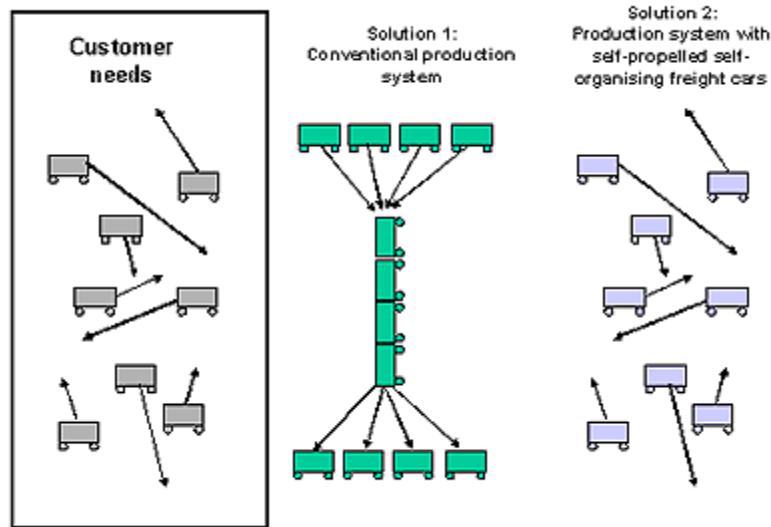 Customer
needs
Solution 1:
Conventional production
system
Solution 2:
Production system with
self-propelled self-
organising freight cars